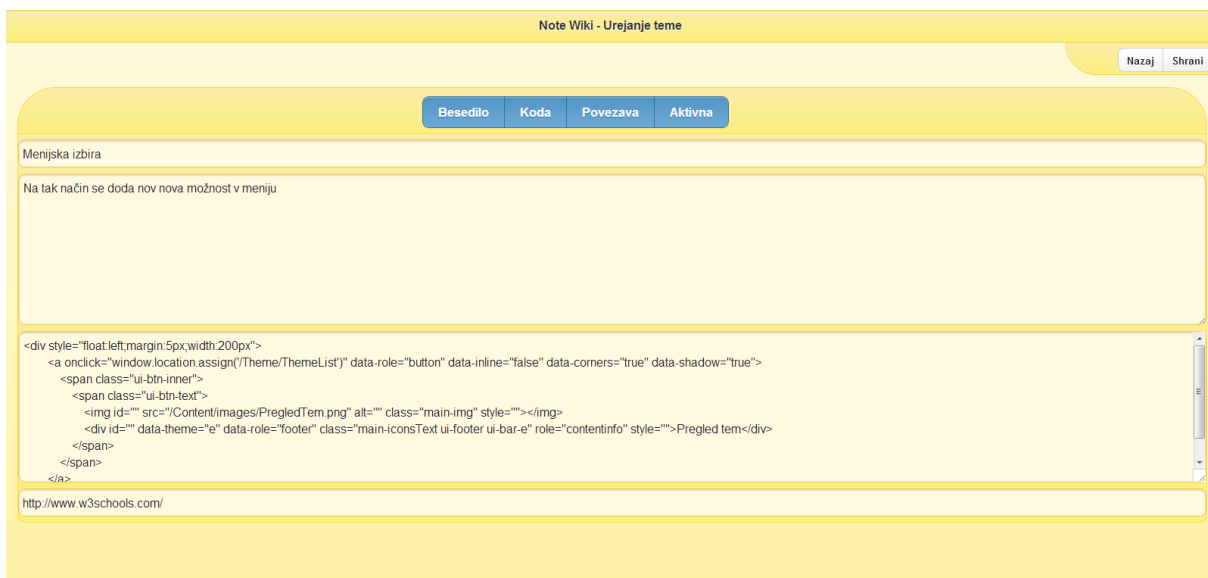 Note Wiki - Urejanje teme
Nazaj Shrani
Besedilo Koda Povezava Aktivna
Menijska izbira
Na tak način se doda nov nova možnost v meniju
<div style="float:left;margin:5px;width:200px">
<a onclick="window.location.assign('/Theme/ThemeList')" data-role="button" data-inline="false" data-corners="true" data-shadow="true">
<span class="ui-btn-inner">
<span class="ui-btn-text">
<img id="" src="/Content/images/PregledTem.png" alt="" class="main-img" style=""></img>
<div id="" data-theme="e" data-role="footer" class="main-iconsText ui-footer ui-bar-e" role="contentinfo" style="">Pregled tem</div>
</span>
</span>
</a>
http://www.w3schools.com/